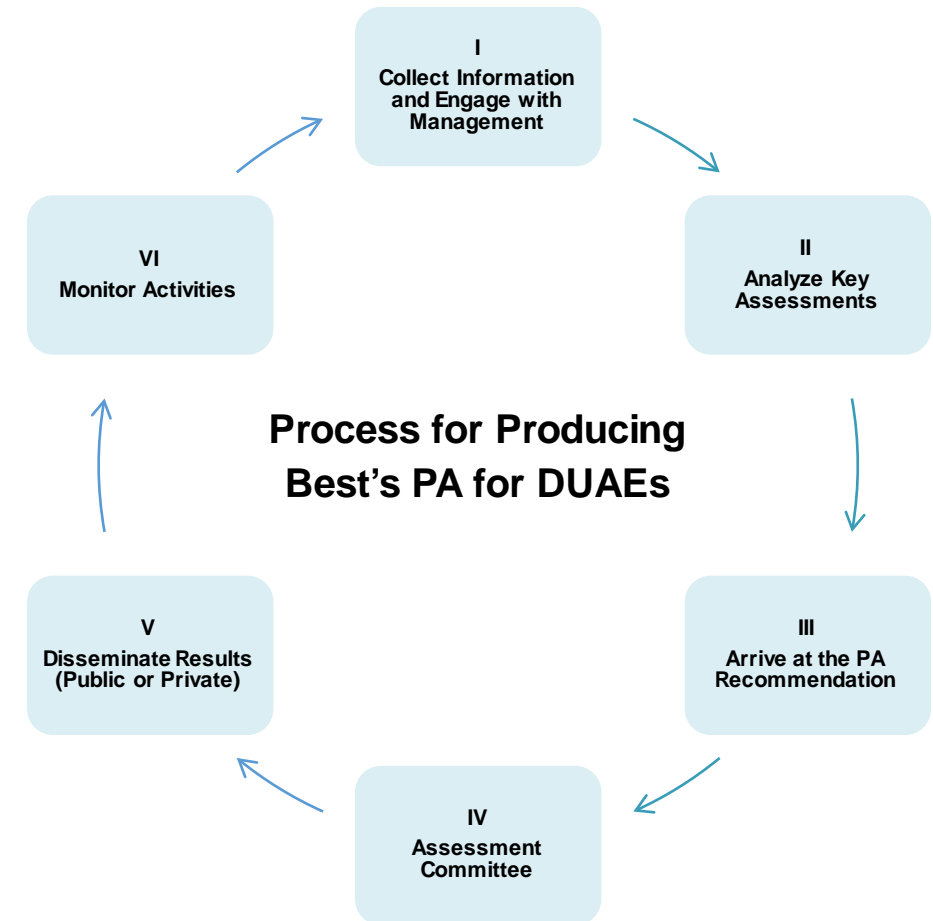 I
Collect Information
and Engage with
Management
II
Analyze Key
Assessments
III
Arrive at the PA
Recommendation
IV
Assessment
Committee
V
Disseminate Results
(Public or Private)
VI
Monitor Activities
Process for Producing
Best’s PA for DUAEs